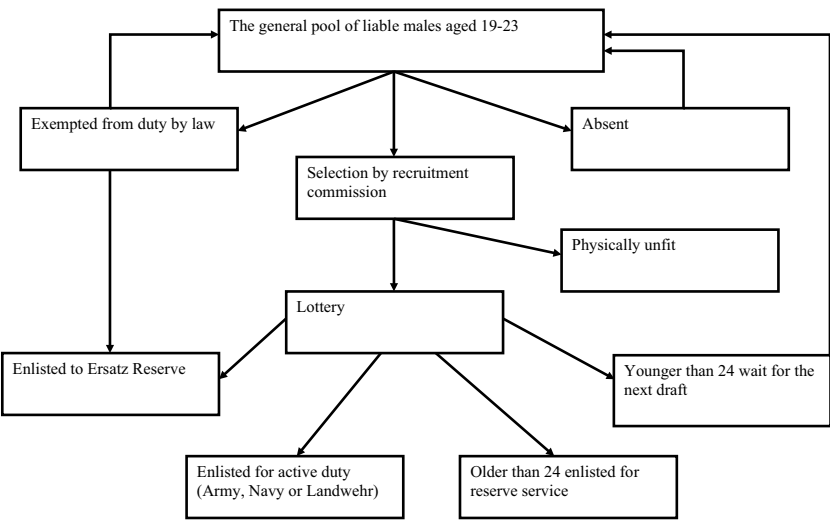 The general pool of liable males aged 19-23
Exempted from duty by law
Absent
Selection by recruitment
commission
Physically unfit
Lottery
Enlisted to Ersatz Reserve
Younger than 24 wait for the
next draft
Enlisted for active duty
(Army, Navy or Landwehr)
Older than 24 enlisted for
reserve service